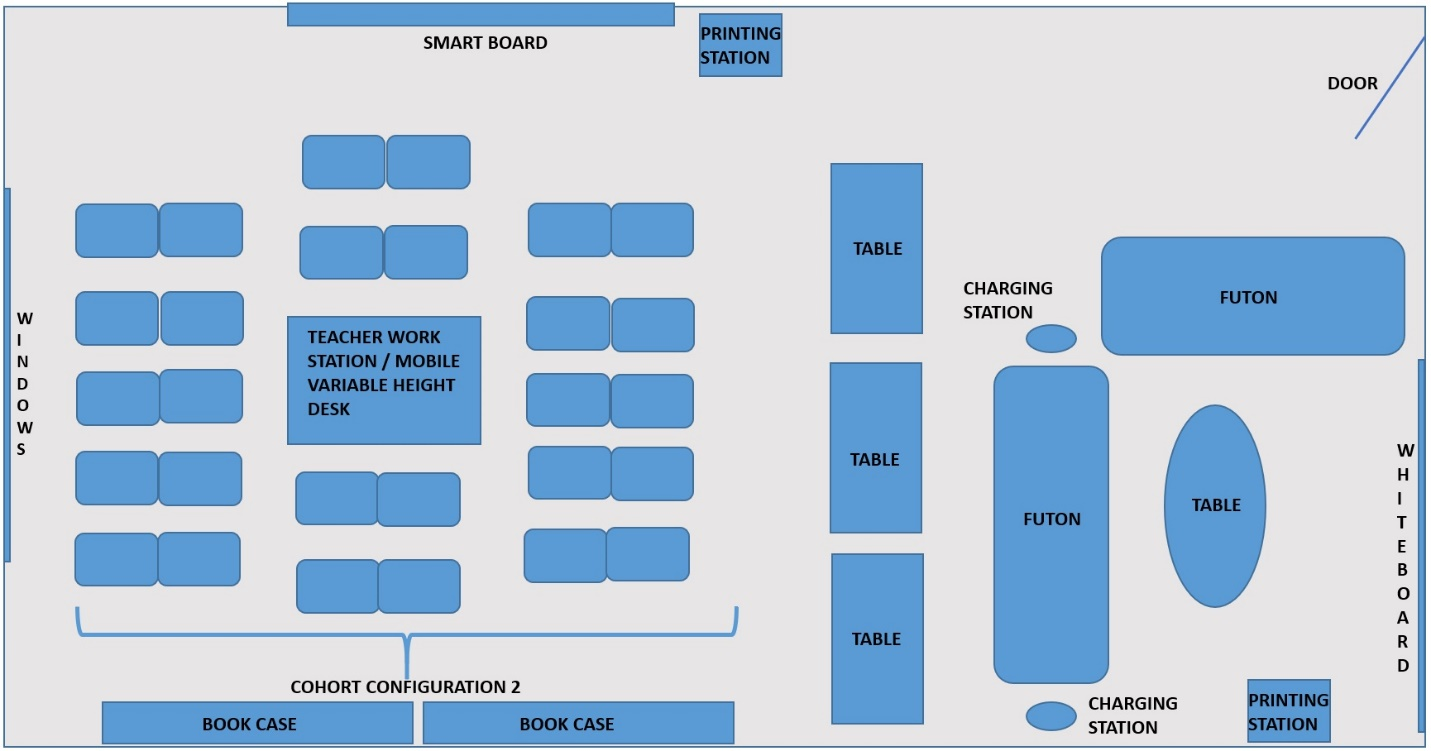 SMART BOARD
PRINTING
STATION
DOOR
TABLE
CHARGING
STATION
FUTON
W
I
N
D
O
W
S
TEACHER WORK
STATION / MOBILE
VARIABLE HEIGHT
DESK
TABLE
FUTON
TABLE
W
H
I
T
E
B
O
A
R
D
TABLE
COHORT CONFIGURATION 2
BOOK CASE
BOOK CASE
CHARGING
STATION
PRINTING
STATION